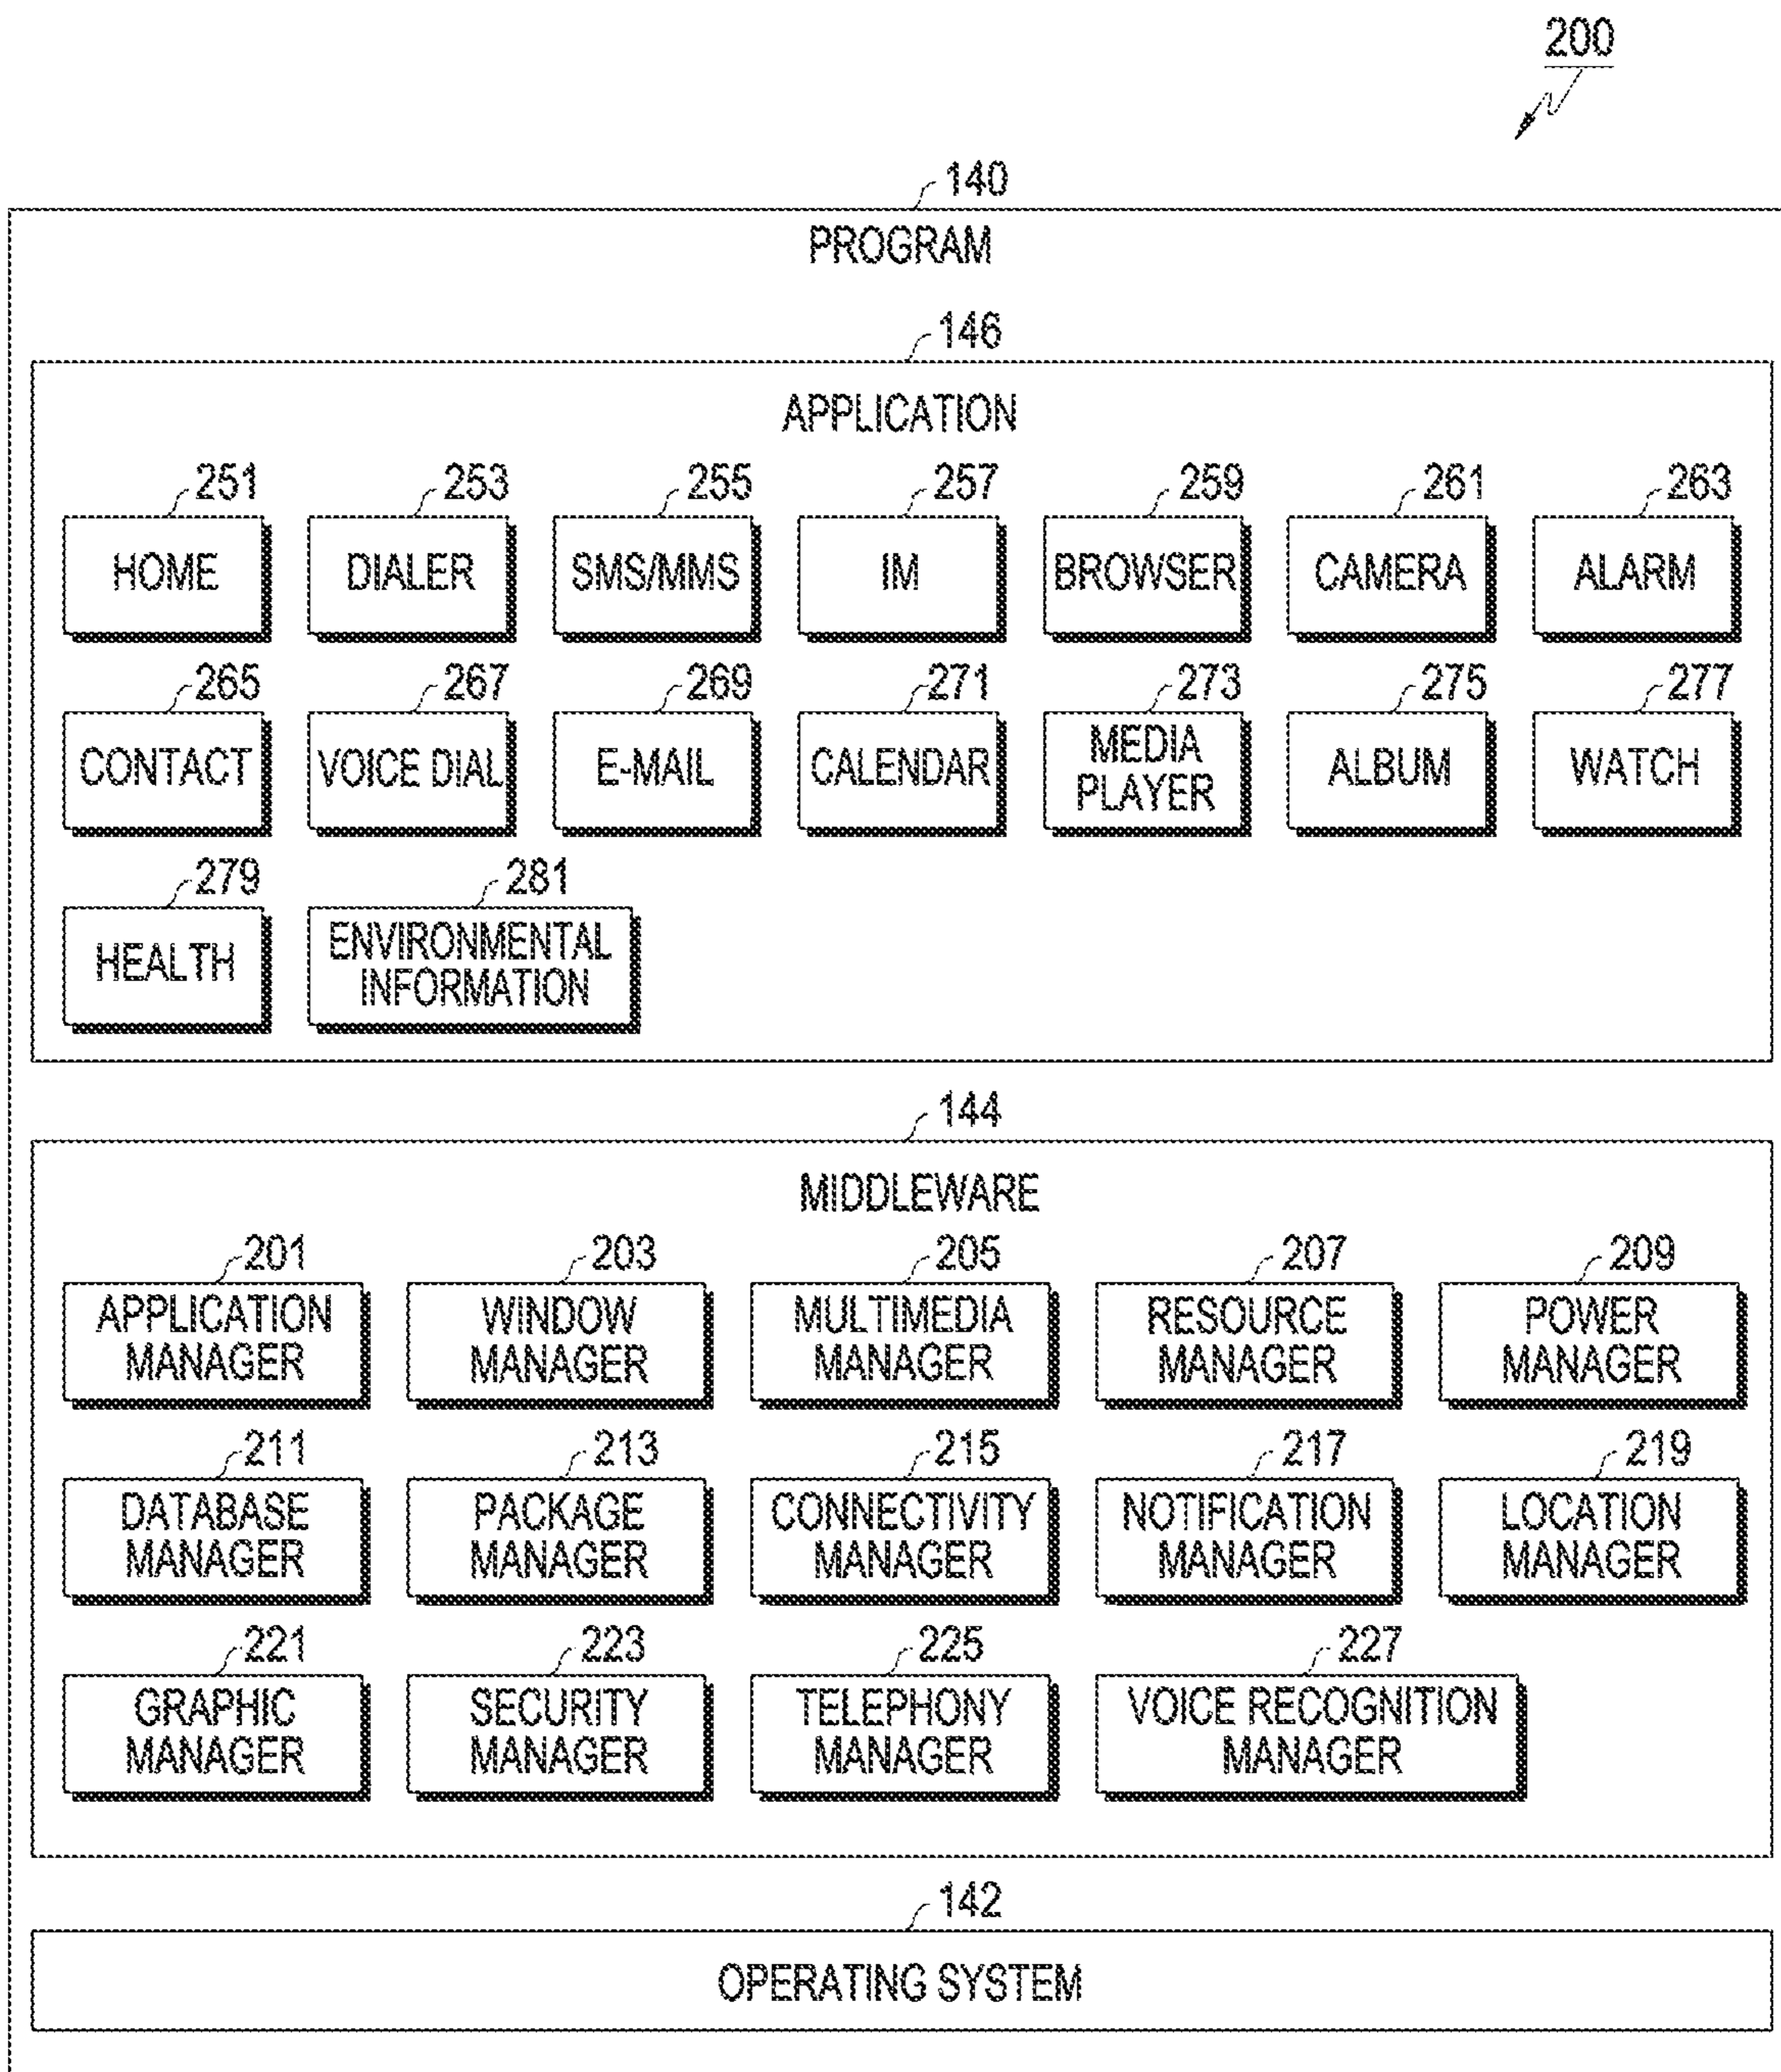 200
140
PROGRAM
146
APPLICATION
251 253 255 257 259 261 263
HOME DIALER SMS/MMS IM BROWSER CAMERA ALARM
265 267 269 271 273 275 277
CONTACT VOICE DIAL E-MAIL CALENDAR MEDIA PLAYER ALBUM WATCH
279 281
HEALTH ENVIRONMENTAL INFORMATION
144
MIDDLEWARE
201 203 205 207 209
APPLICATION MANAGER WINDOW MANAGER MULTIMEDIA MANAGER RESOURCE MANAGER POWER MANAGER
211 213 215 217 219
DATABASE MANAGER PACKAGE MANAGER CONNECTIVITY MANAGER NOTIFICATION MANAGER LOCATION MANAGER
221 223 225 227
GRAPHIC MANAGER SECURITY MANAGER TELEPHONY MANAGER VOICE RECOGNITION MANAGER
142
OPERATING SYSTEM